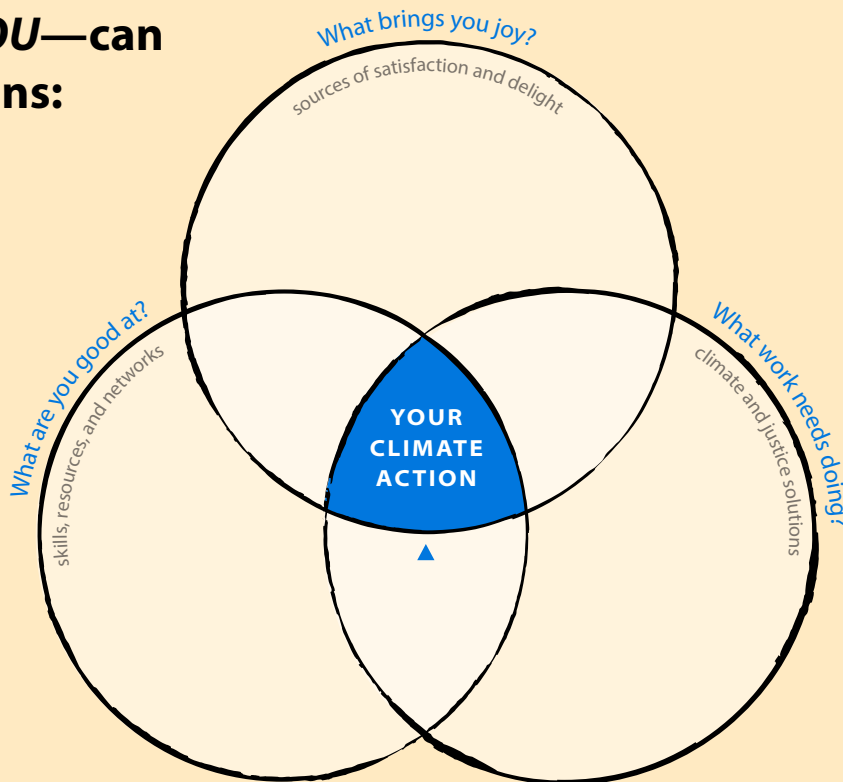 OU—can
ns:
What brings you joy?
sources of satisfaction and delight
What are you good at?
skills, resources, and networks
What work needs doing?
climate and justice solutions
YOUR
CLIMATE
ACTION